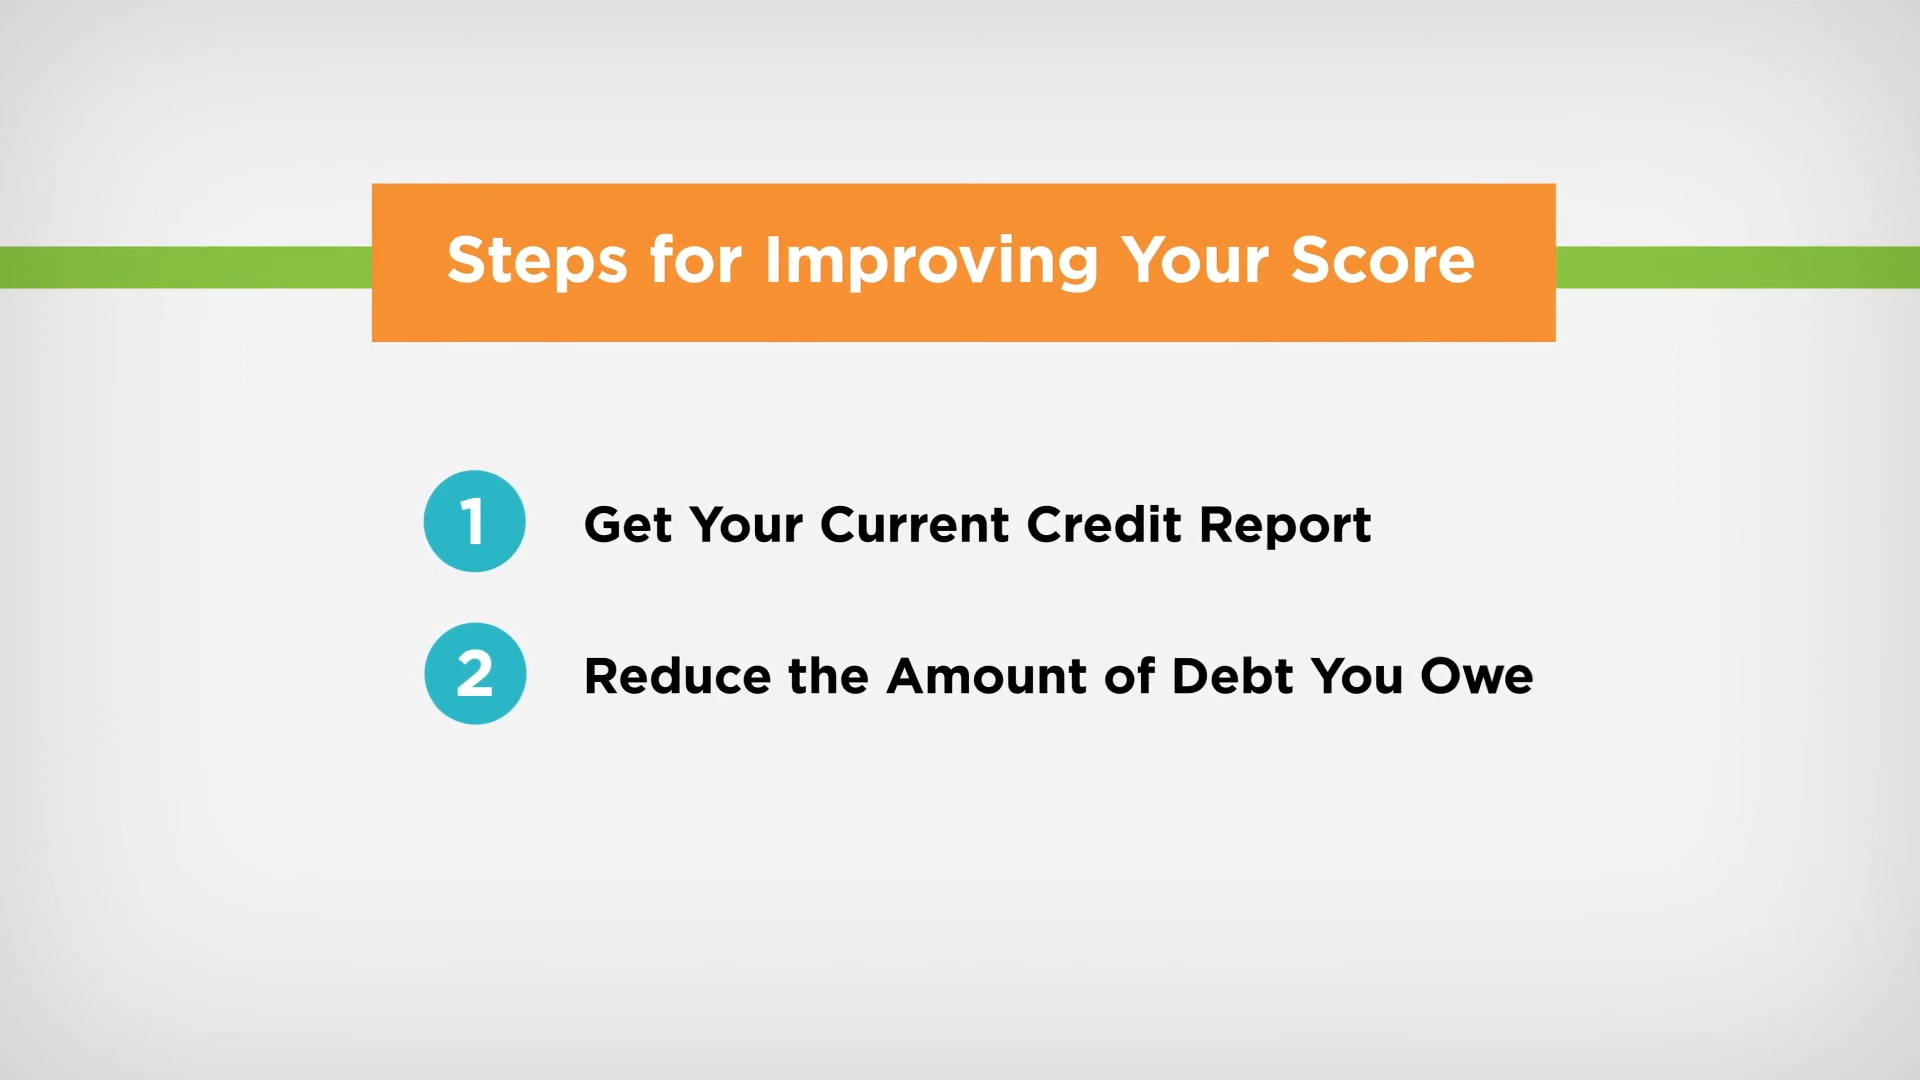 Steps for Improving Your Score
1 Get Your Current Credit Report
2 Reduce the Amount of Debt You Owe